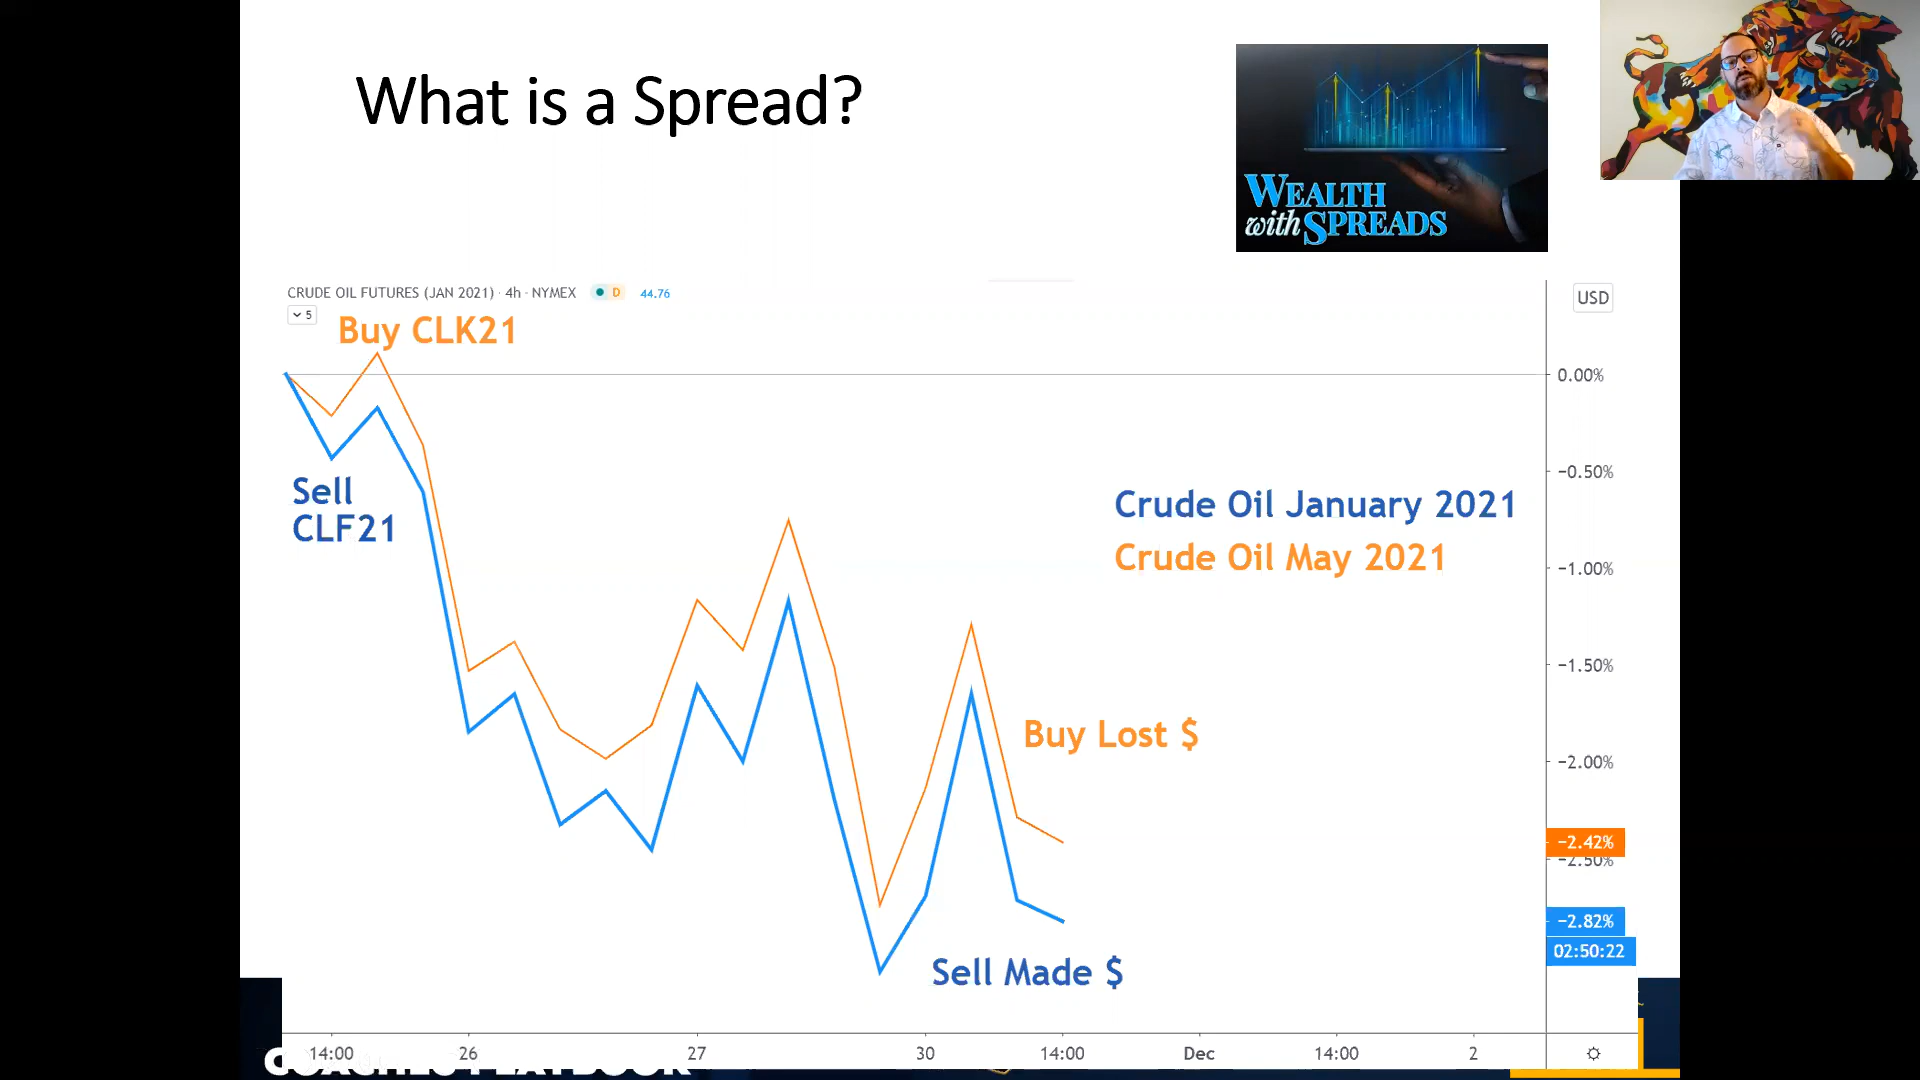 What is a Spread?
WEALTH
with SPREADS
CRUDE OIL FUTURES (JAN 2021) · 4h · NYMEX D 44.76
5
USD
Buy CLK21
Sell
CLF21
Crude Oil January 2021
Crude Oil May 2021
Buy Lost $
Sell Made $
0.00%
−0.50%
−1.00%
−1.50%
−2.00%
−2.42%
−2.50%
−2.82%
02:50:22
14:00 26 27 30 14:00 Dec 14:00 2